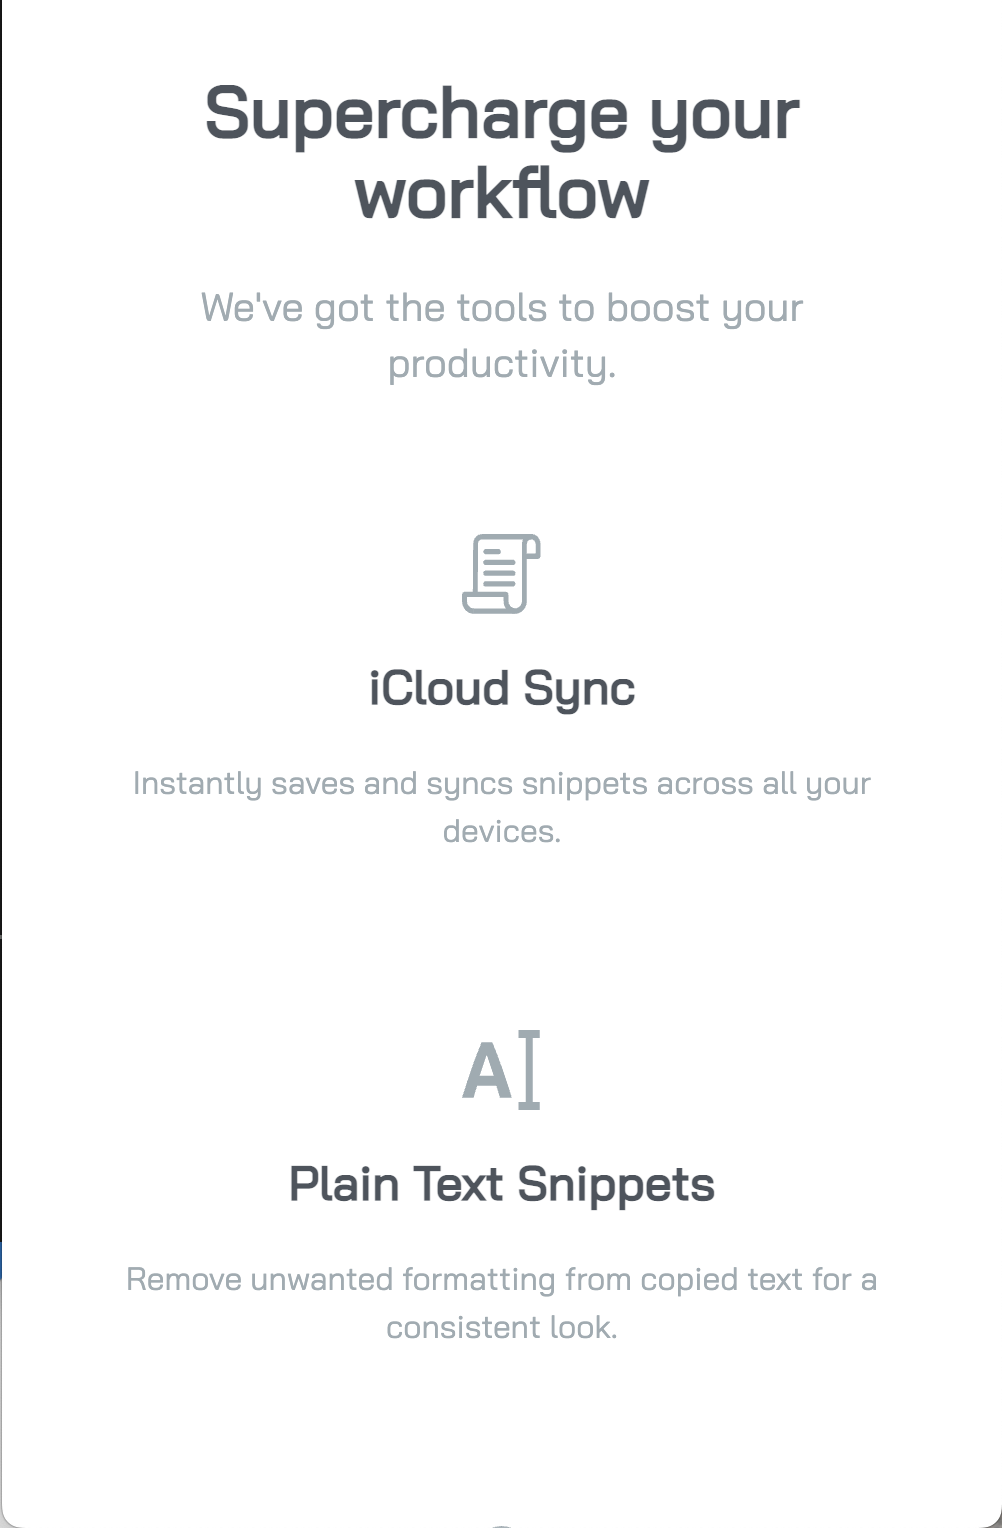 Supercharge your
workflow
We've got the tools to boost your
productivity.
iCloud Sync
Instantly saves and syncs snippets across all your
devices.
A
Plain Text Snippets
Remove unwanted formatting from copied text for a
consistent look.